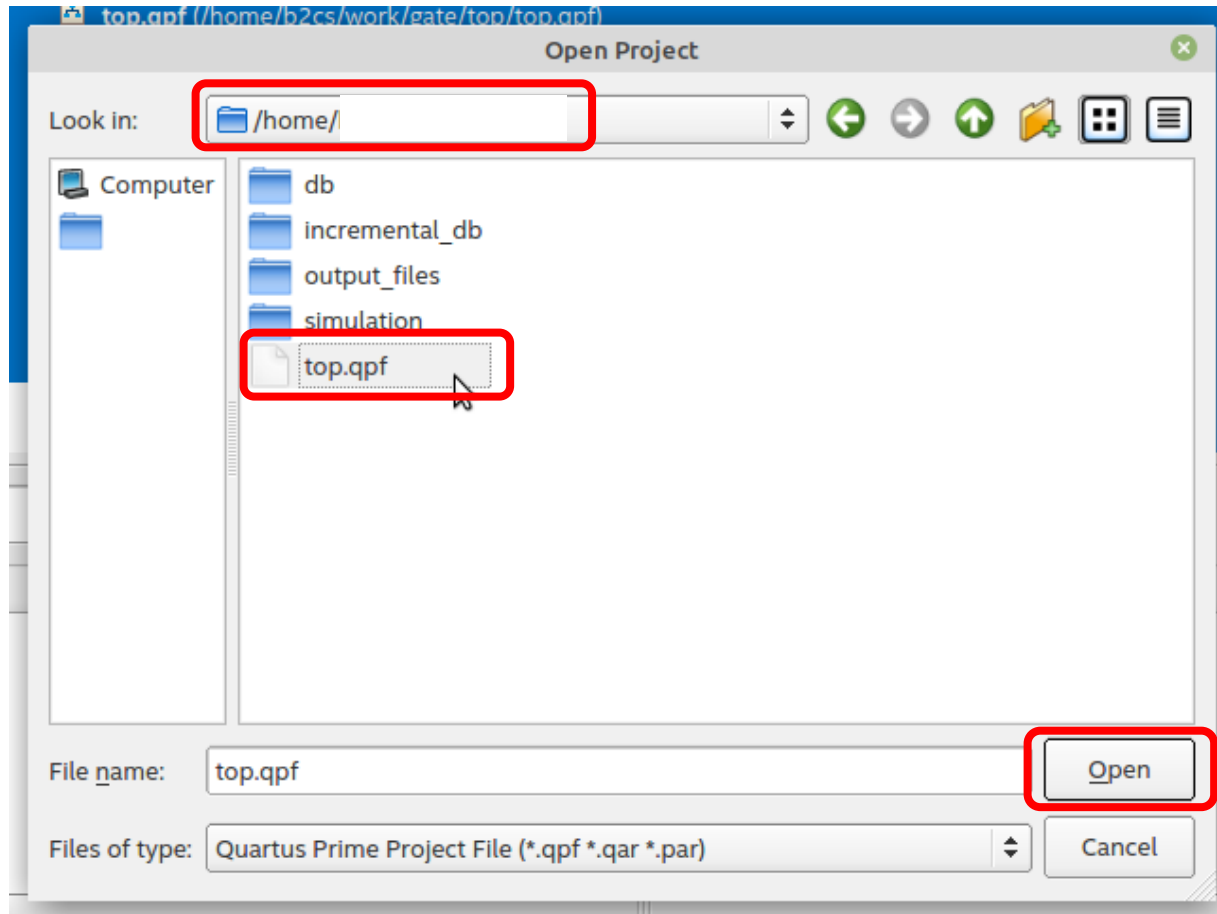 top.qpf (/home/b2cs/work/gate/top/top.qpf)
Open Project
Look in:
/home/
Computer
db
incremental_db
output_files
simulation
top.qpf
File name:
top.qpf
Open
Files of type:
Quartus Prime Project File (*.qpf *.qar *.par)
Cancel